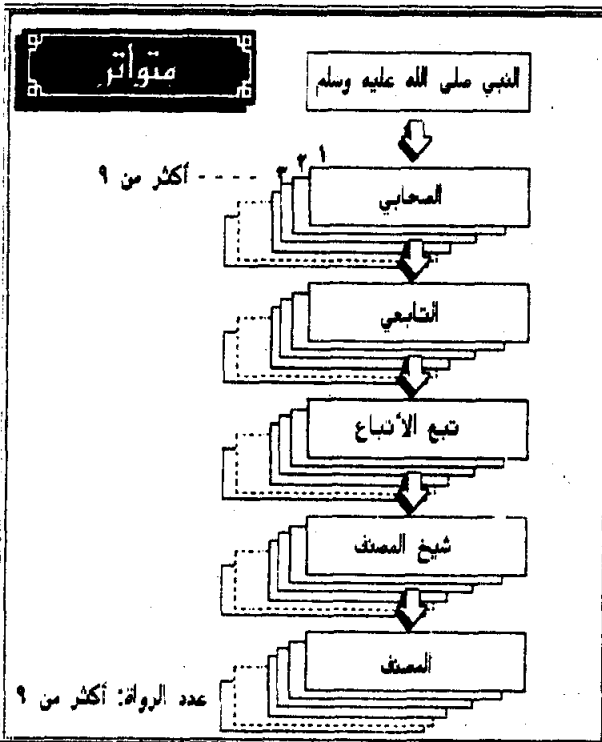 متواتر
النبي صلى الله عليه وسلم
١ ٢ ٣ - - - - أكثر من ٩
الصحابي
التابعي
تبع الأتباع
شيخ المصنف
المصنف
عدد الرواة: أكثر من ٩